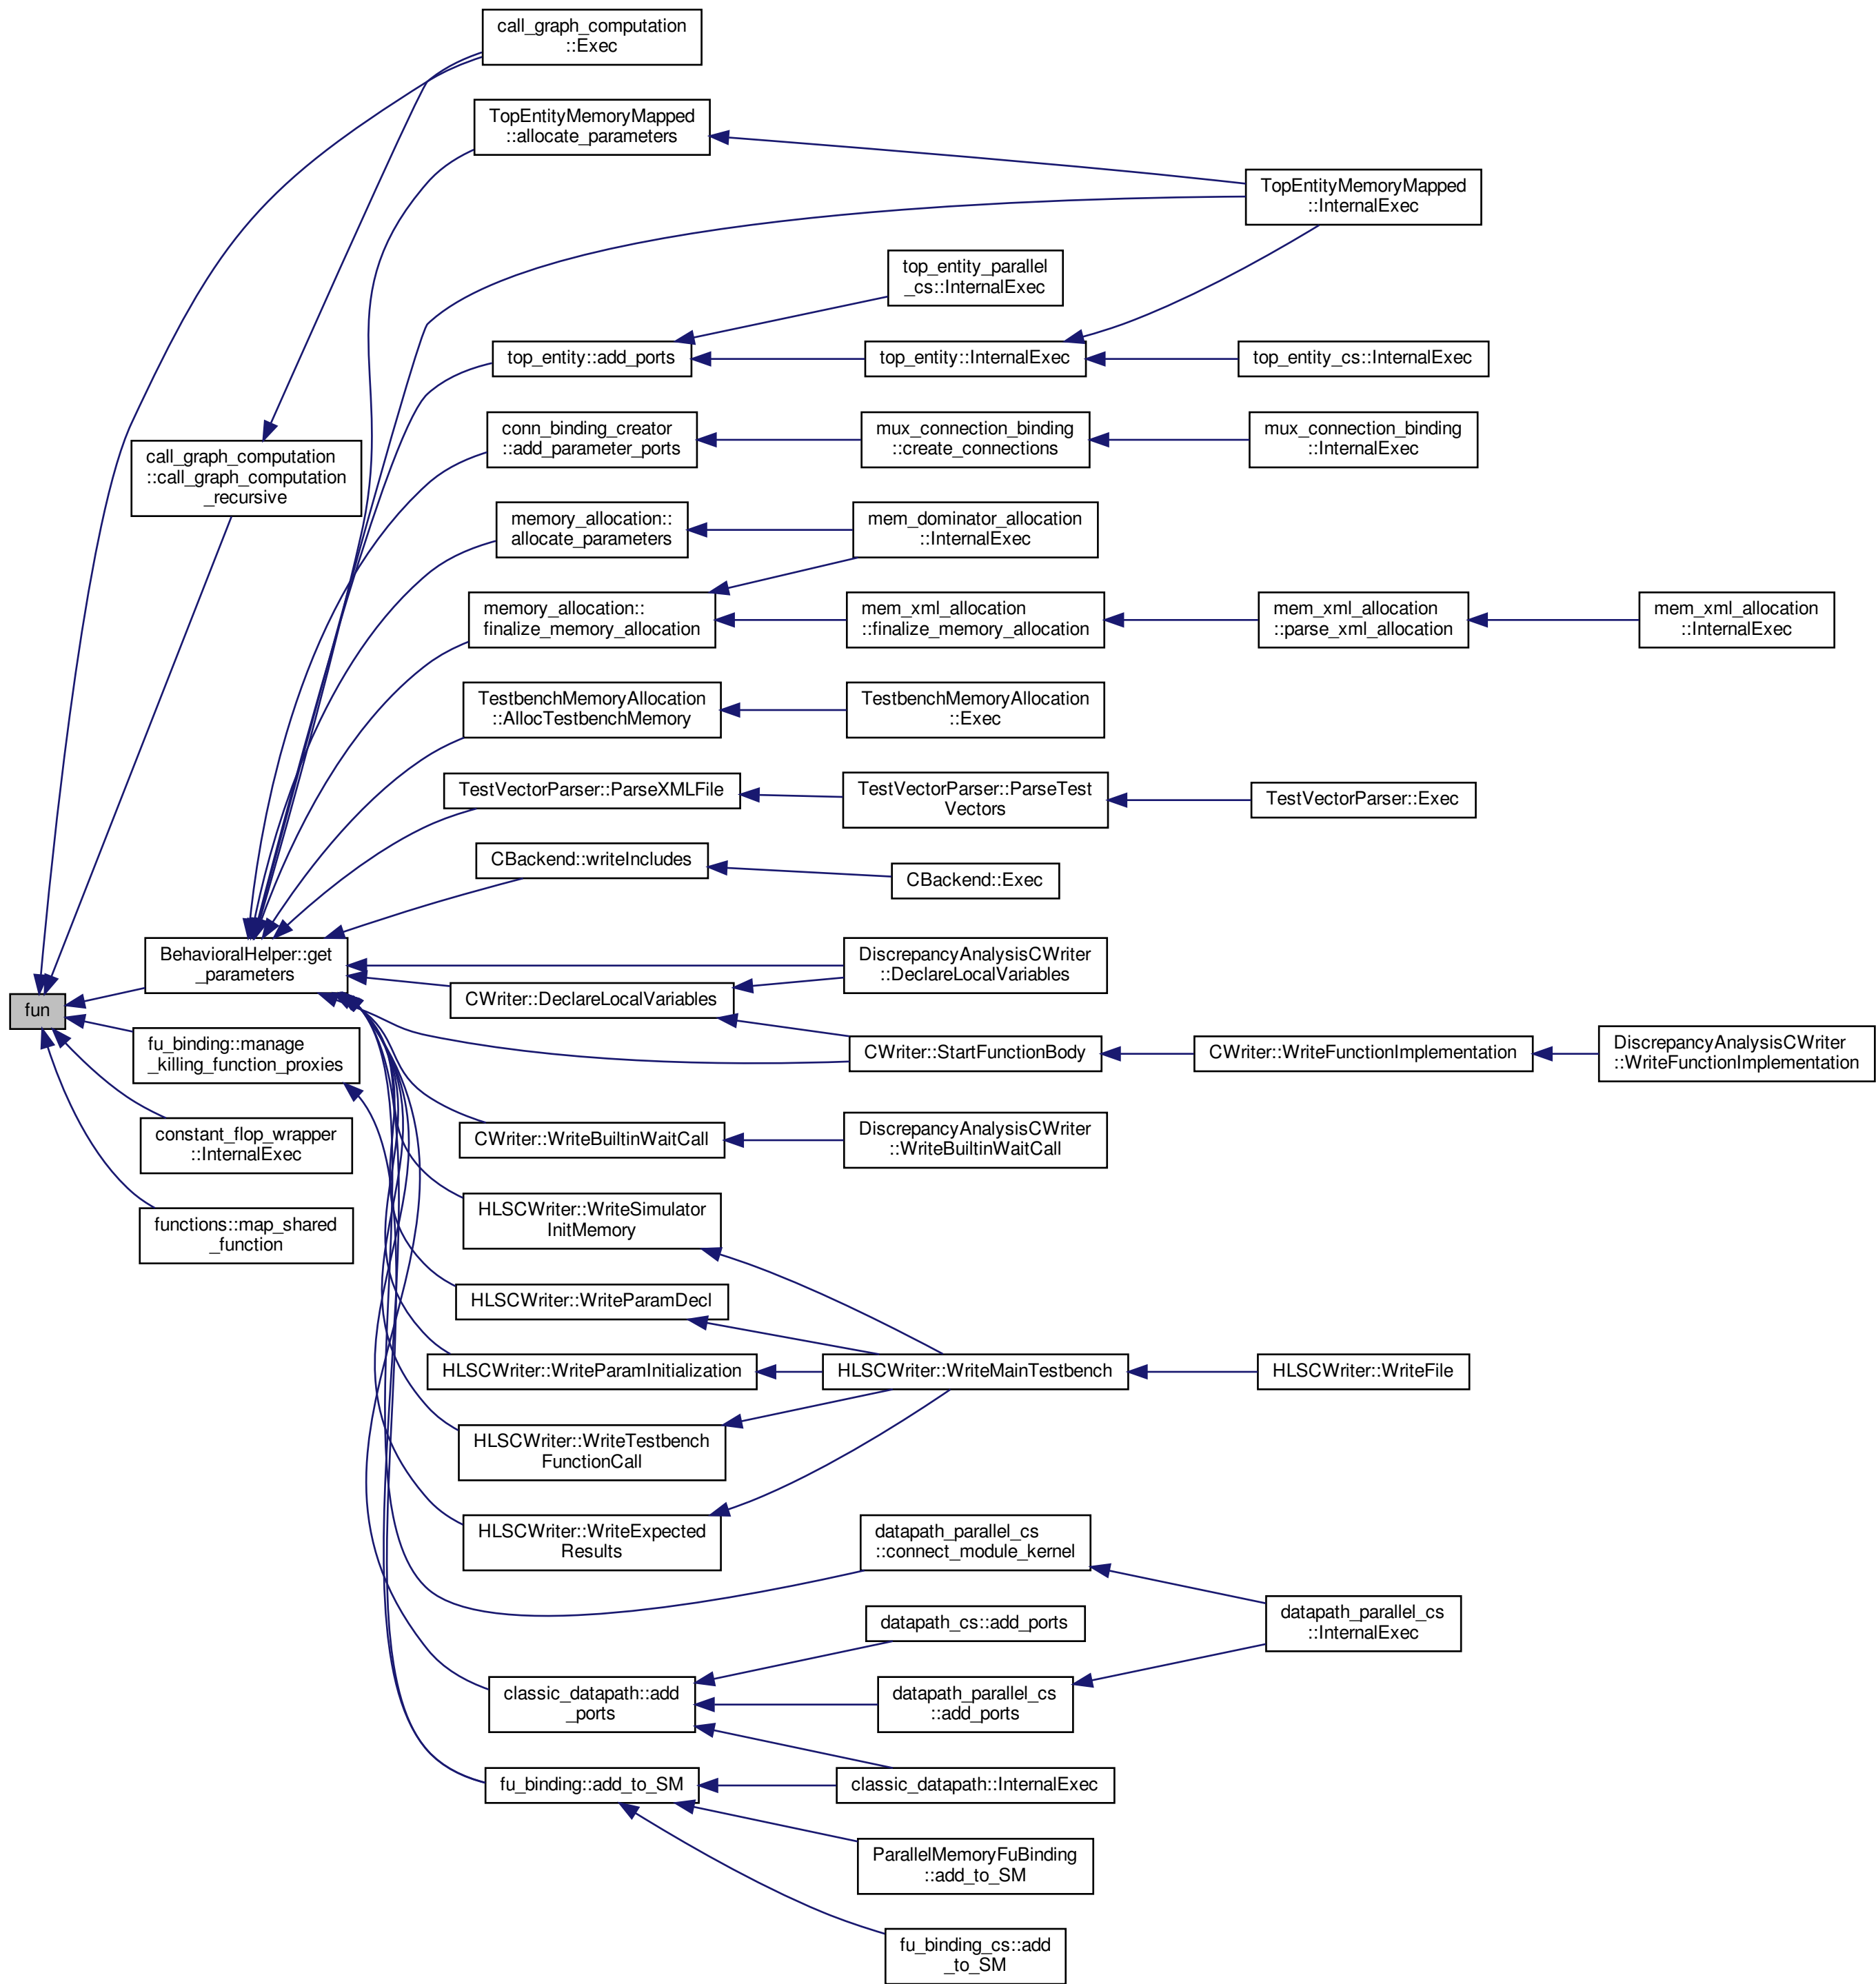 call_graph_computation
::Exec
TopEntityMemoryMapped
::allocate_parameters
TopEntityMemoryMapped
::InternalExec
top_entity_parallel
_cs::InternalExec
top_entity::add_ports
top_entity::InternalExec
top_entity_cs::InternalExec
conn_binding_creator
::add_parameter_ports
mux_connection_binding
::create_connections
mux_connection_binding
::InternalExec
call_graph_computation
::call_graph_computation
_recursive
memory_allocation::
allocate_parameters
mem_dominator_allocation
::InternalExec
memory_allocation::
finalize_memory_allocation
mem_xml_allocation
::finalize_memory_allocation
mem_xml_allocation
::parse_xml_allocation
mem_xml_allocation
::InternalExec
TestbenchMemoryAllocation
::AllocTestbenchMemory
TestbenchMemoryAllocation
::Exec
TestVectorParser::ParseXMLFile
TestVectorParser::ParseTest
Vectors
TestVectorParser::Exec
CBackend::writeIncludes
CBackend::Exec
BehavioralHelper::get
_parameters
DiscrepancyAnalysisCWriter
::DeclareLocalVariables
CWriter::DeclareLocalVariables
fun
fu_binding::manage
_killing_function_proxies
CWriter::StartFunctionBody
CWriter::WriteFunctionImplementation
DiscrepancyAnalysisCWriter
::WriteFunctionImplementation
constant_flop_wrapper
::InternalExec
CWriter::WriteBuiltinWaitCall
DiscrepancyAnalysisCWriter
::WriteBuiltinWaitCall
functions::map_shared
_function
HLSCWriter::WriteSimulator
InitMemory
HLSCWriter::WriteParamDecl
HLSCWriter::WriteParamInitialization
HLSCWriter::WriteMainTestbench
HLSCWriter::WriteFile
HLSCWriter::WriteTestbench
FunctionCall
HLSCWriter::WriteExpected
Results
datapath_parallel_cs
::connect_module_kernel
datapath_cs::add_ports
datapath_parallel_cs
::InternalExec
classic_datapath::add
_ports
datapath_parallel_cs
::add_ports
fu_binding::add_to_SM
classic_datapath::InternalExec
ParallelMemoryFuBinding
::add_to_SM
fu_binding_cs::add
_to_SM